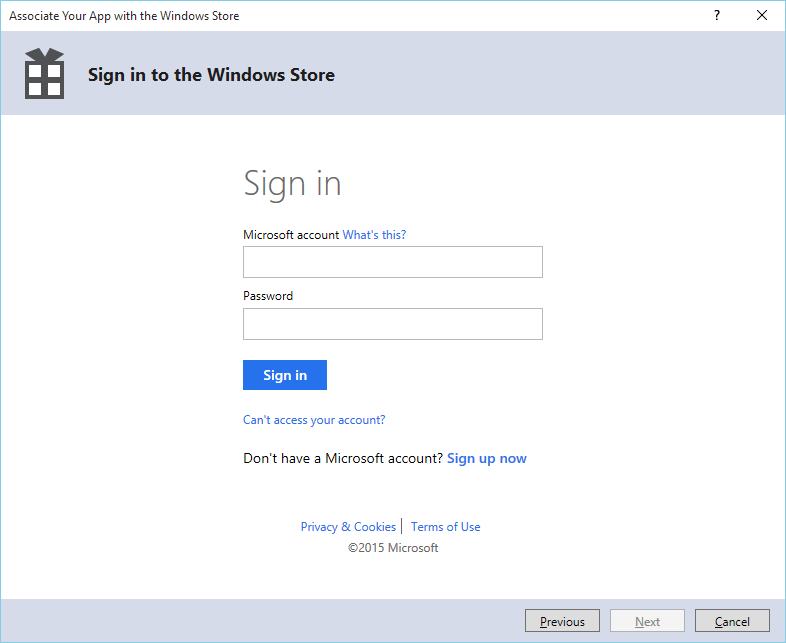 Associate Your App with the Windows Store
?
Sign in to the Windows Store
Sign in
Microsoft account What's this?
Password
Sign in
Can't access your account?
Don't have a Microsoft account? Sign up now
Privacy & Cookies | Terms of Use
©2015 Microsoft
Previous Next Cancel